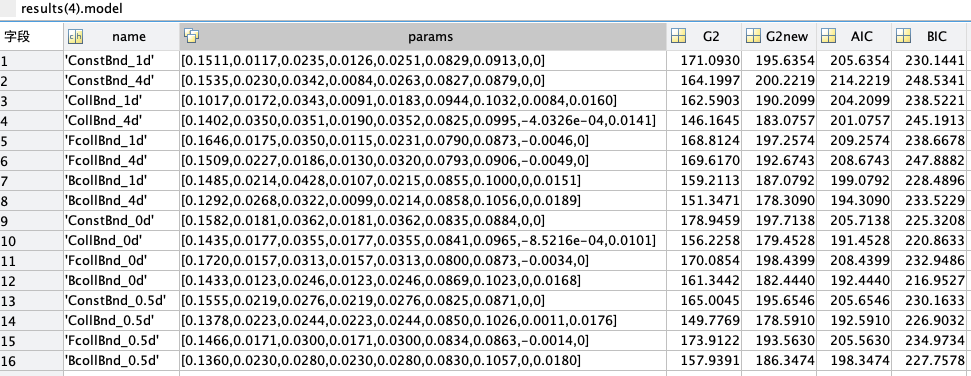 results(4).model
字段 name params G2 G2new AIC BIC
1 'ConstBnd_1d' [0.1511,0.0117,0.0235,0.0126,0.0251,0.0829,0.0913,0,0] 171.0930 195.6354 205.6354 230.1441
2 'ConstBnd_4d' [0.1535,0.0230,0.0342,0.0084,0.0263,0.0827,0.0879,0,0] 164.1997 200.2219 214.2219 248.5341
3 'CollBnd_1d' [0.1017,0.0172,0.0343,0.0091,0.0183,0.0944,0.1032,0.0084,0.0160] 162.5903 190.2099 204.2099 238.5221
4 'CollBnd_4d' [0.1402,0.0350,0.0351,0.0190,0.0352,0.0825,0.0995,-4.0326e-04,0.0141] 146.1645 183.0757 201.0757 245.1913
5 'FcollBnd_1d' [0.1646,0.0175,0.0350,0.0115,0.0231,0.0790,0.0873,-0.0046,0] 168.8124 197.2574 209.2574 238.6678
6 'FcollBnd_4d' [0.1509,0.0227,0.0186,0.0130,0.0320,0.0793,0.0906,-0.0049,0] 169.6170 192.6743 208.6743 247.8882
7 'BcollBnd_1d' [0.1485,0.0214,0.0428,0.0107,0.0215,0.0855,0.1000,0,0.0151] 159.2113 187.0792 199.0792 228.4896
8 'BcollBnd_4d' [0.1292,0.0268,0.0322,0.0099,0.0214,0.0858,0.1056,0,0.0189] 151.3471 178.3090 194.3090 233.5229
9 'ConstBnd_0d' [0.1582,0.0181,0.0362,0.0181,0.0362,0.0835,0.0884,0,0] 178.9459 197.7138 205.7138 225.3208
10 'CollBnd_0d' [0.1435,0.0177,0.0355,0.0177,0.0355,0.0841,0.0965,-8.5216e-04,0.0101] 156.2258 179.4528 191.4528 220.8633
11 'FcollBnd_0d' [0.1720,0.0157,0.0313,0.0157,0.0313,0.0800,0.0873,-0.0034,0] 170.0854 198.4399 208.4399 232.9486
12 'BcollBnd_0d' [0.1433,0.0123,0.0246,0.0123,0.0246,0.0869,0.1023,0,0.0168] 161.3442 182.4440 192.4440 216.9527
13 'ConstBnd_0.5d' [0.1555,0.0219,0.0276,0.0219,0.0276,0.0825,0.0871,0,0] 165.0045 195.6546 205.6546 230.1633
14 'CollBnd_0.5d' [0.1378,0.0223,0.0244,0.0223,0.0244,0.0850,0.1026,0.0011,0.0176] 149.7769 178.5910 192.5910 226.9032
15 'FcollBnd_0.5d' [0.1466,0.0171,0.0300,0.0171,0.0300,0.0834,0.0863,-0.0014,0] 173.9122 193.5630 205.5630 234.9734
16 'BcollBnd_0.5d' [0.1360,0.0230,0.0280,0.0230,0.0280,0.0830,0.1057,0,0.0180] 157.9391 186.3474 198.3474 227.7578